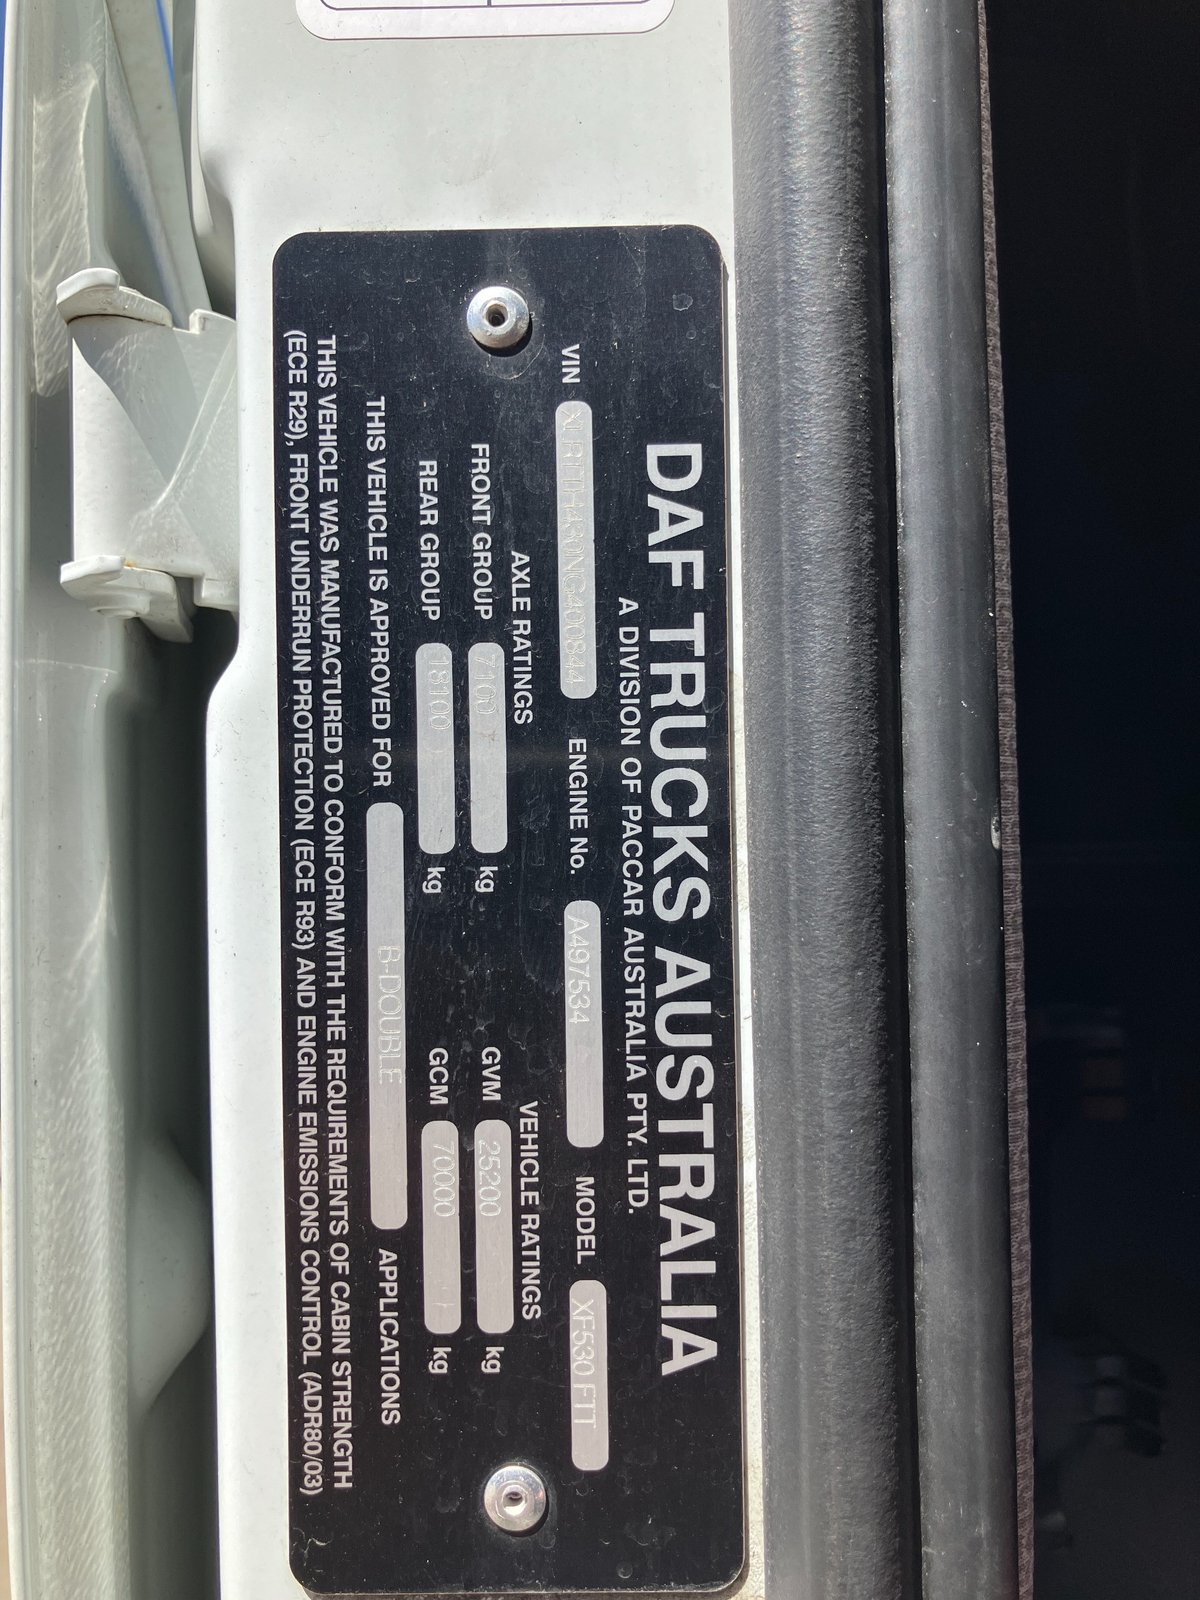 DAF TRUCKS AUSTRALIA
A DIVISION OF PACCAR AUSTRALIA PTY. LTD.
VIN ENGINE No. A497534 MODEL XF530 FTT
AXLE RATINGS VEHICLE RATINGS
FRONT GROUP 7100 kg GVM 25200 kg
REAR GROUP 18100 kg GCM 70000 kg
THIS VEHICLE IS APPROVED FOR B-DOUBLE APPLICATIONS
THIS VEHICLE WAS MANUFACTURED TO CONFORM WITH THE REQUIREMENTS OF CABIN STRENGTH
(ECE R29), FRONT UNDERRUN PROTECTION (ECE R93) AND ENGINE EMISSIONS CONTROL (ADR80/03)